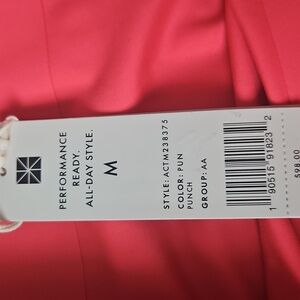 PERFORMANCE
READY.
ALL-DAY STYLE.
M
STYLE: ACTM238375
COLOR: PUN
PUNCH
GROUP: AA
1 90515 91823 2
$98.00